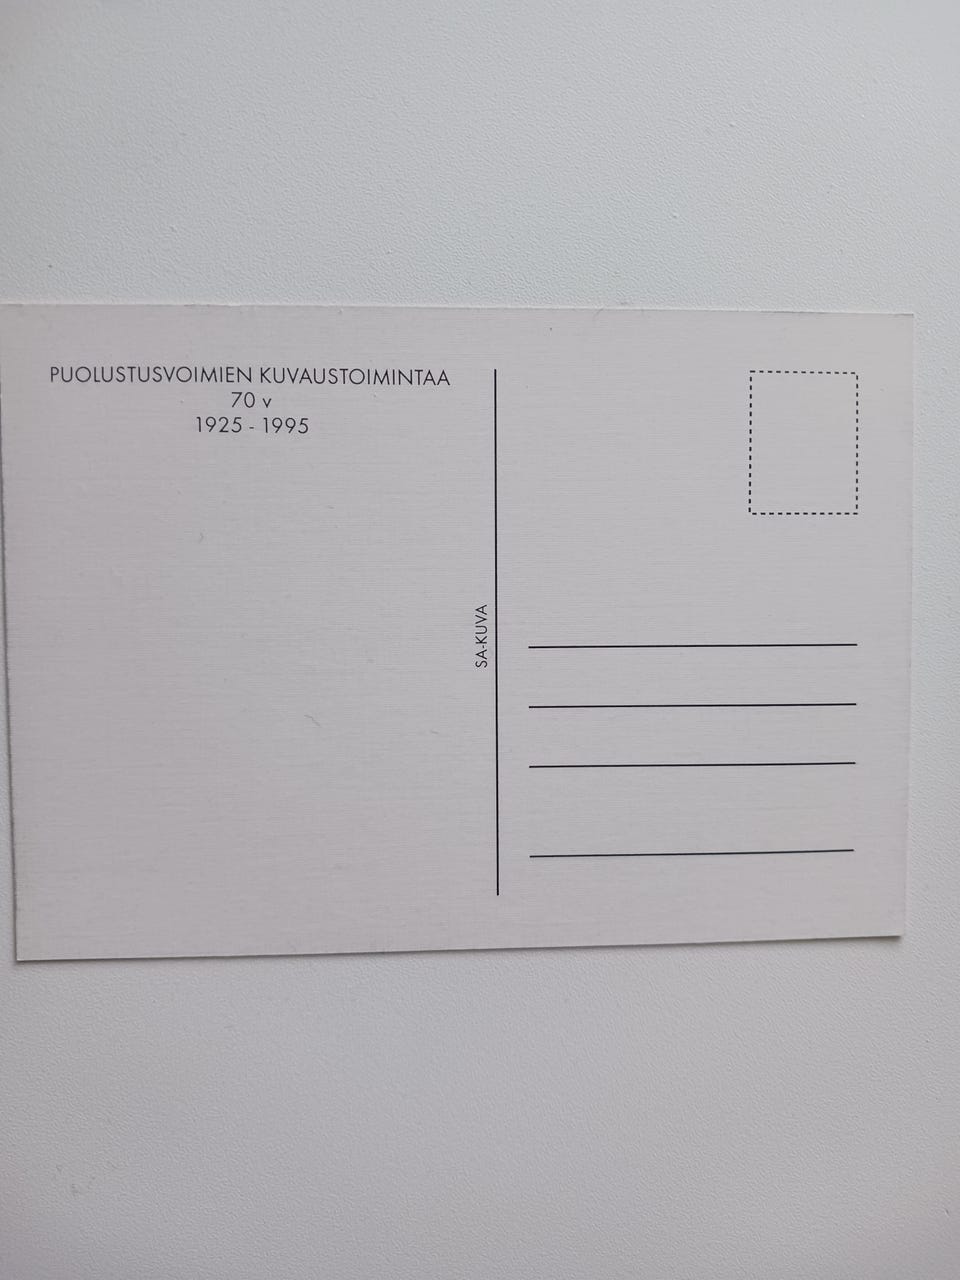 PUOLUSTUSVOIMIEN KUVAUSTOIMINTAA
70 v
1925 - 1995
SA-KUVA